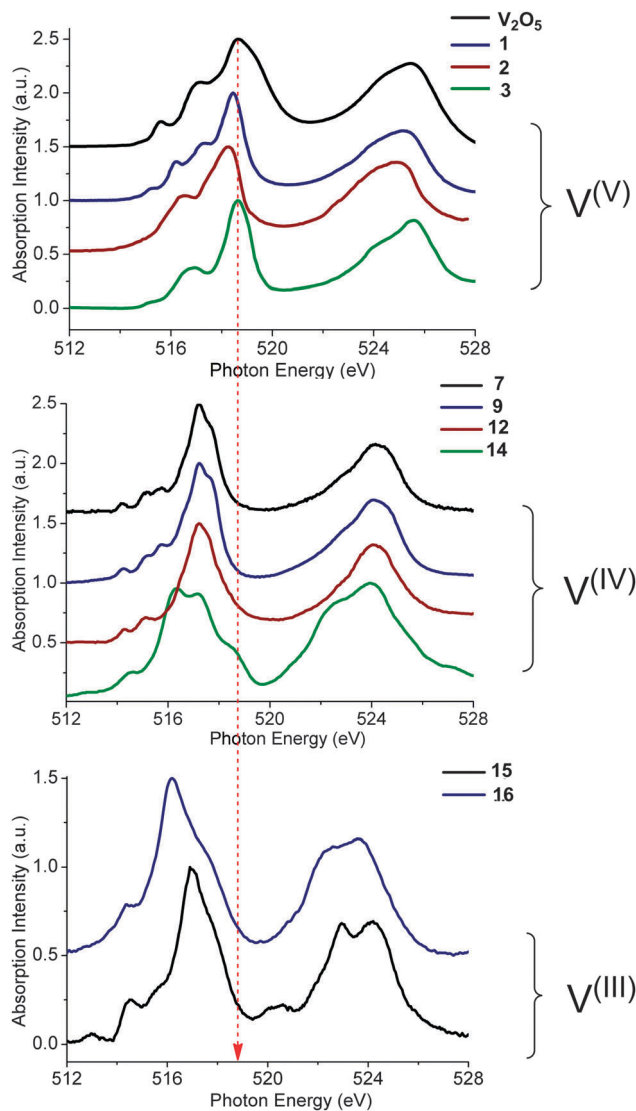 V₂O₅
1
2
3
2.5
2.0
1.5
1.0
0.5
0.0
Absorption Intensity (a.u.)
512 516 520 524 528
Photon Energy (eV)
V(V)
7
9
12
14
2.5
2.0
1.5
1.0
0.5
Absorption Intensity (a.u.)
512 516 520 524 528
Photon Energy (eV)
V(IV)
15
16
1.5
1.0
0.5
0.0
Absorption Intensity (a.u.)
512 516 520 524 528
Photon Energy (eV)
V(III)